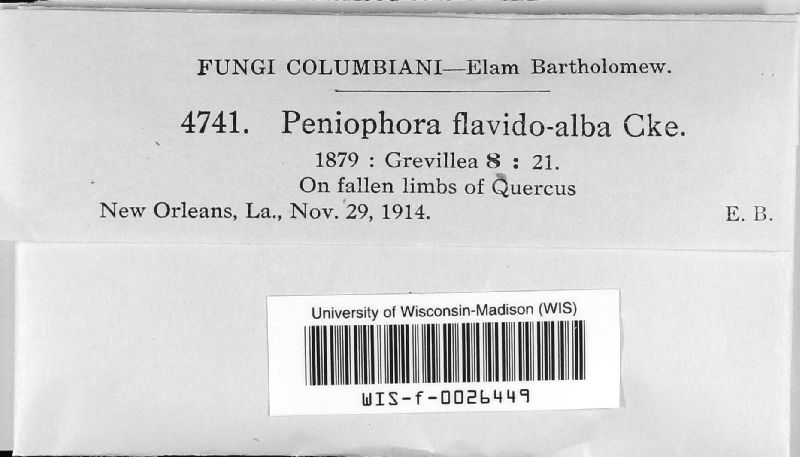 FUNGI COLUMBIANI—Elam Bartholomew.
4741. Peniophora flavido-alba Cke.
1879 : Grevillea 8 : 21.
On fallen limbs of Quercus
New Orleans, La., Nov. 29, 1914. E. B.
University of Wisconsin-Madison (WIS)
WIS-f-0026449